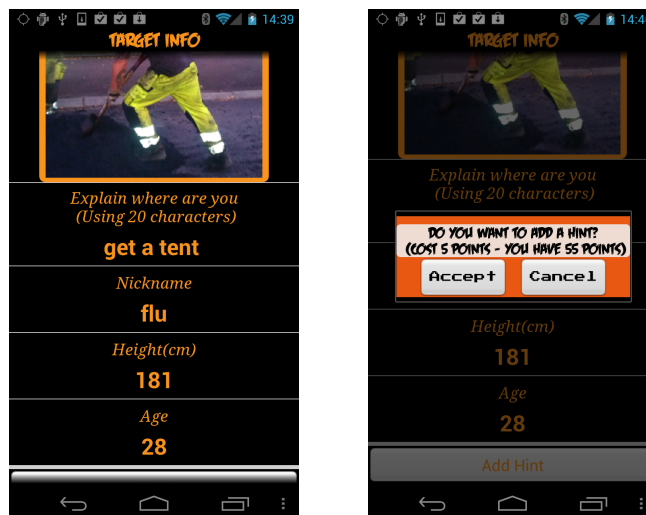 14:39
TARGET INFO
Explain where are you
(Using 20 characters)
get a tent
Nickname
flu
Height(cm)
181
Age
28
TARGET INFO
Explain where are you
(Using 20 characters)
DO YOU WANT TO ADD A HINT?
(COST 5 POINTS - YOU HAVE 55 POINTS)
Accept
Cancel
Height(cm)
181
Age
28
Add Hint